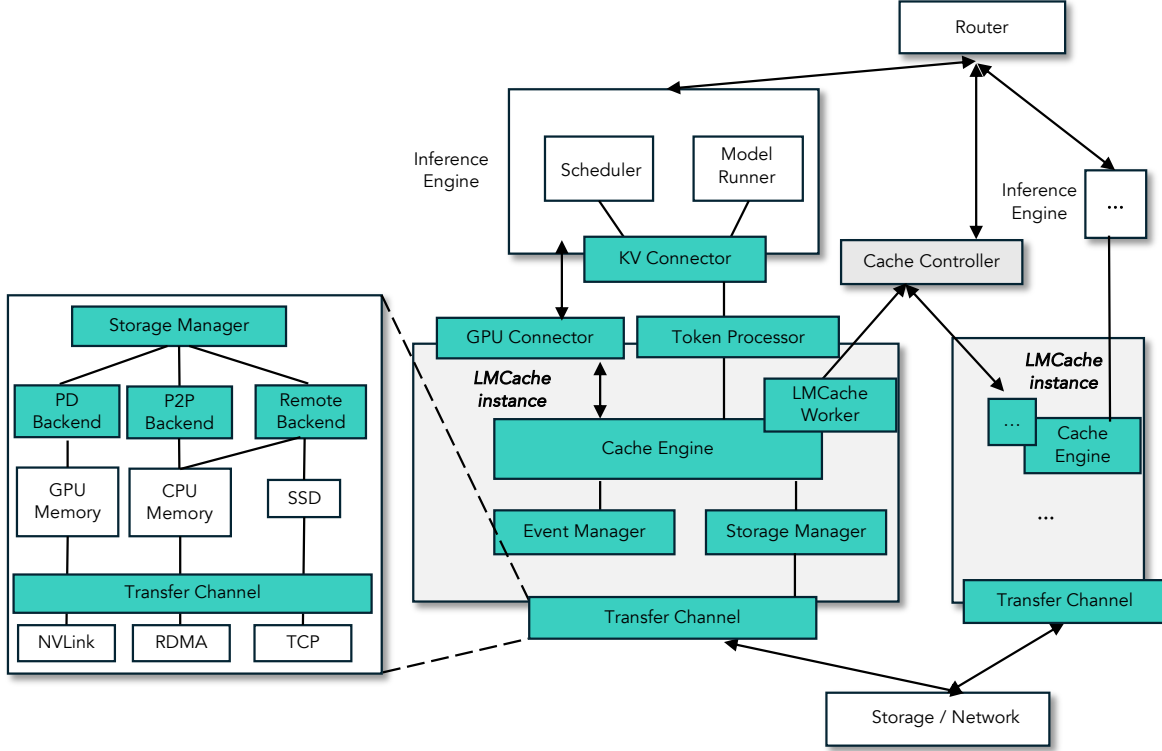 Router
Inference
Engine
Scheduler
Model
Runner
KV Connector
Inference
Engine
...
Cache Controller
Storage Manager
PD
Backend
P2P
Backend
Remote
Backend
GPU
Memory
CPU
Memory
SSD
Transfer Channel
NVLink
RDMA
TCP
GPU Connector
Token Processor
LMCache
instance
LMCache
Worker
Cache Engine
Event Manager
Storage Manager
Transfer Channel
LMCache
instance
...
Cache
Engine
...
Transfer Channel
Storage / Network